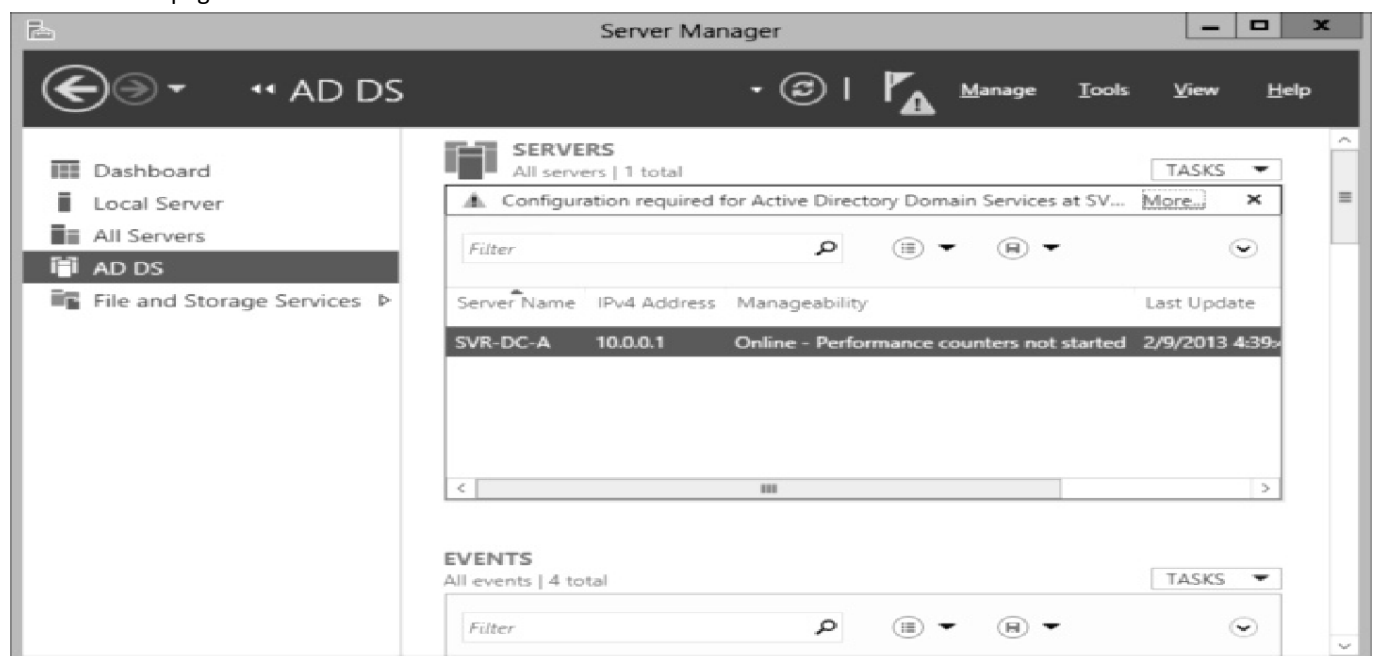 Server Manager
AD DS
Manage Tools View Help
Dashboard
Local Server
All Servers
AD DS
File and Storage Services
SERVERS
All servers | 1 total
TASKS
Configuration required for Active Directory Domain Services at SV... More...
Filter
Server Name IPv4 Address Manageability Last Update
SVR-DC-A 10.0.0.1 Online - Performance counters not started 2/9/2013 4:39:
EVENTS
All events | 4 total
TASKS
Filter